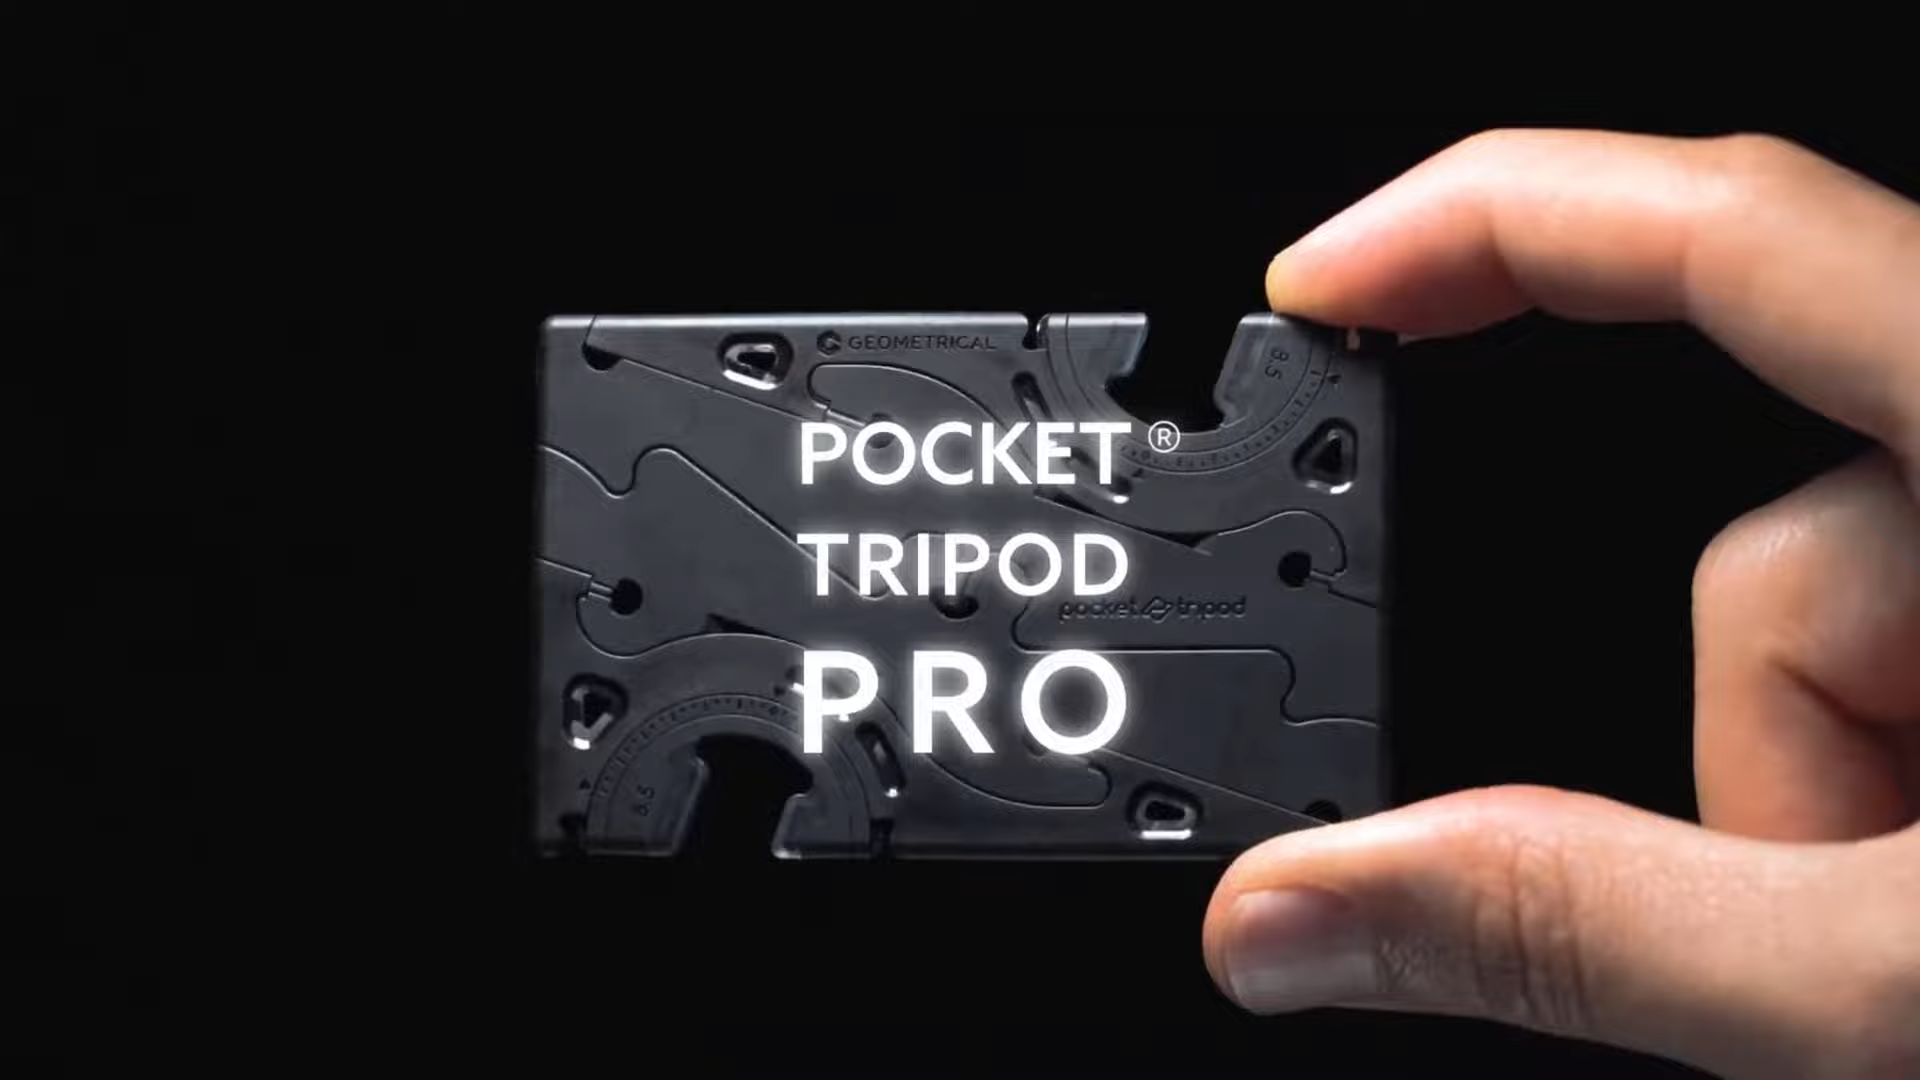 GEOMETRICAL
8.5
POCKET®
TRIPOD
pocket tripod
PRO
8.5